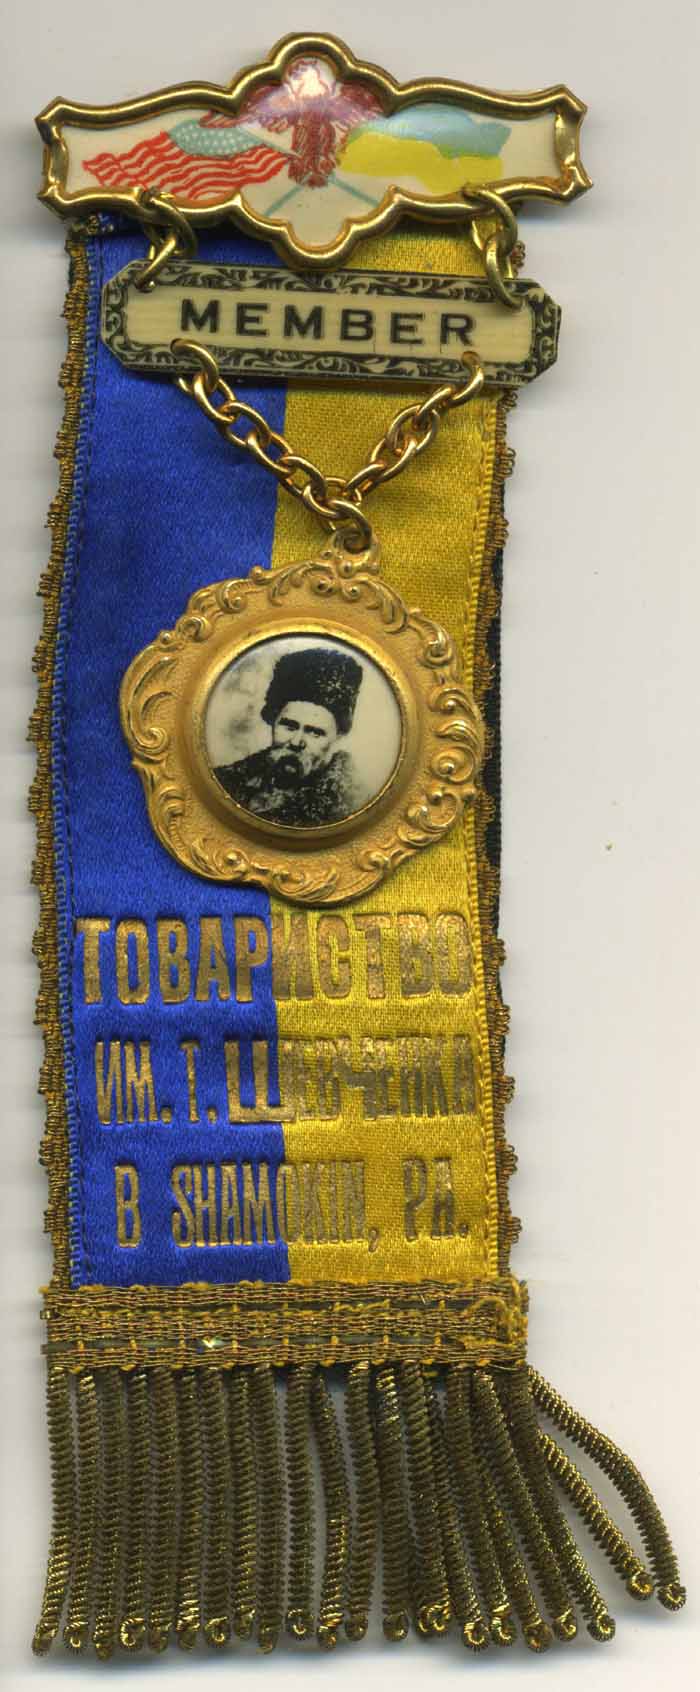 MEMBER
ТОВАРИСТВО
ИМ. Т. ШЕВЧЕНКА
В SHAMOKIN, PA.